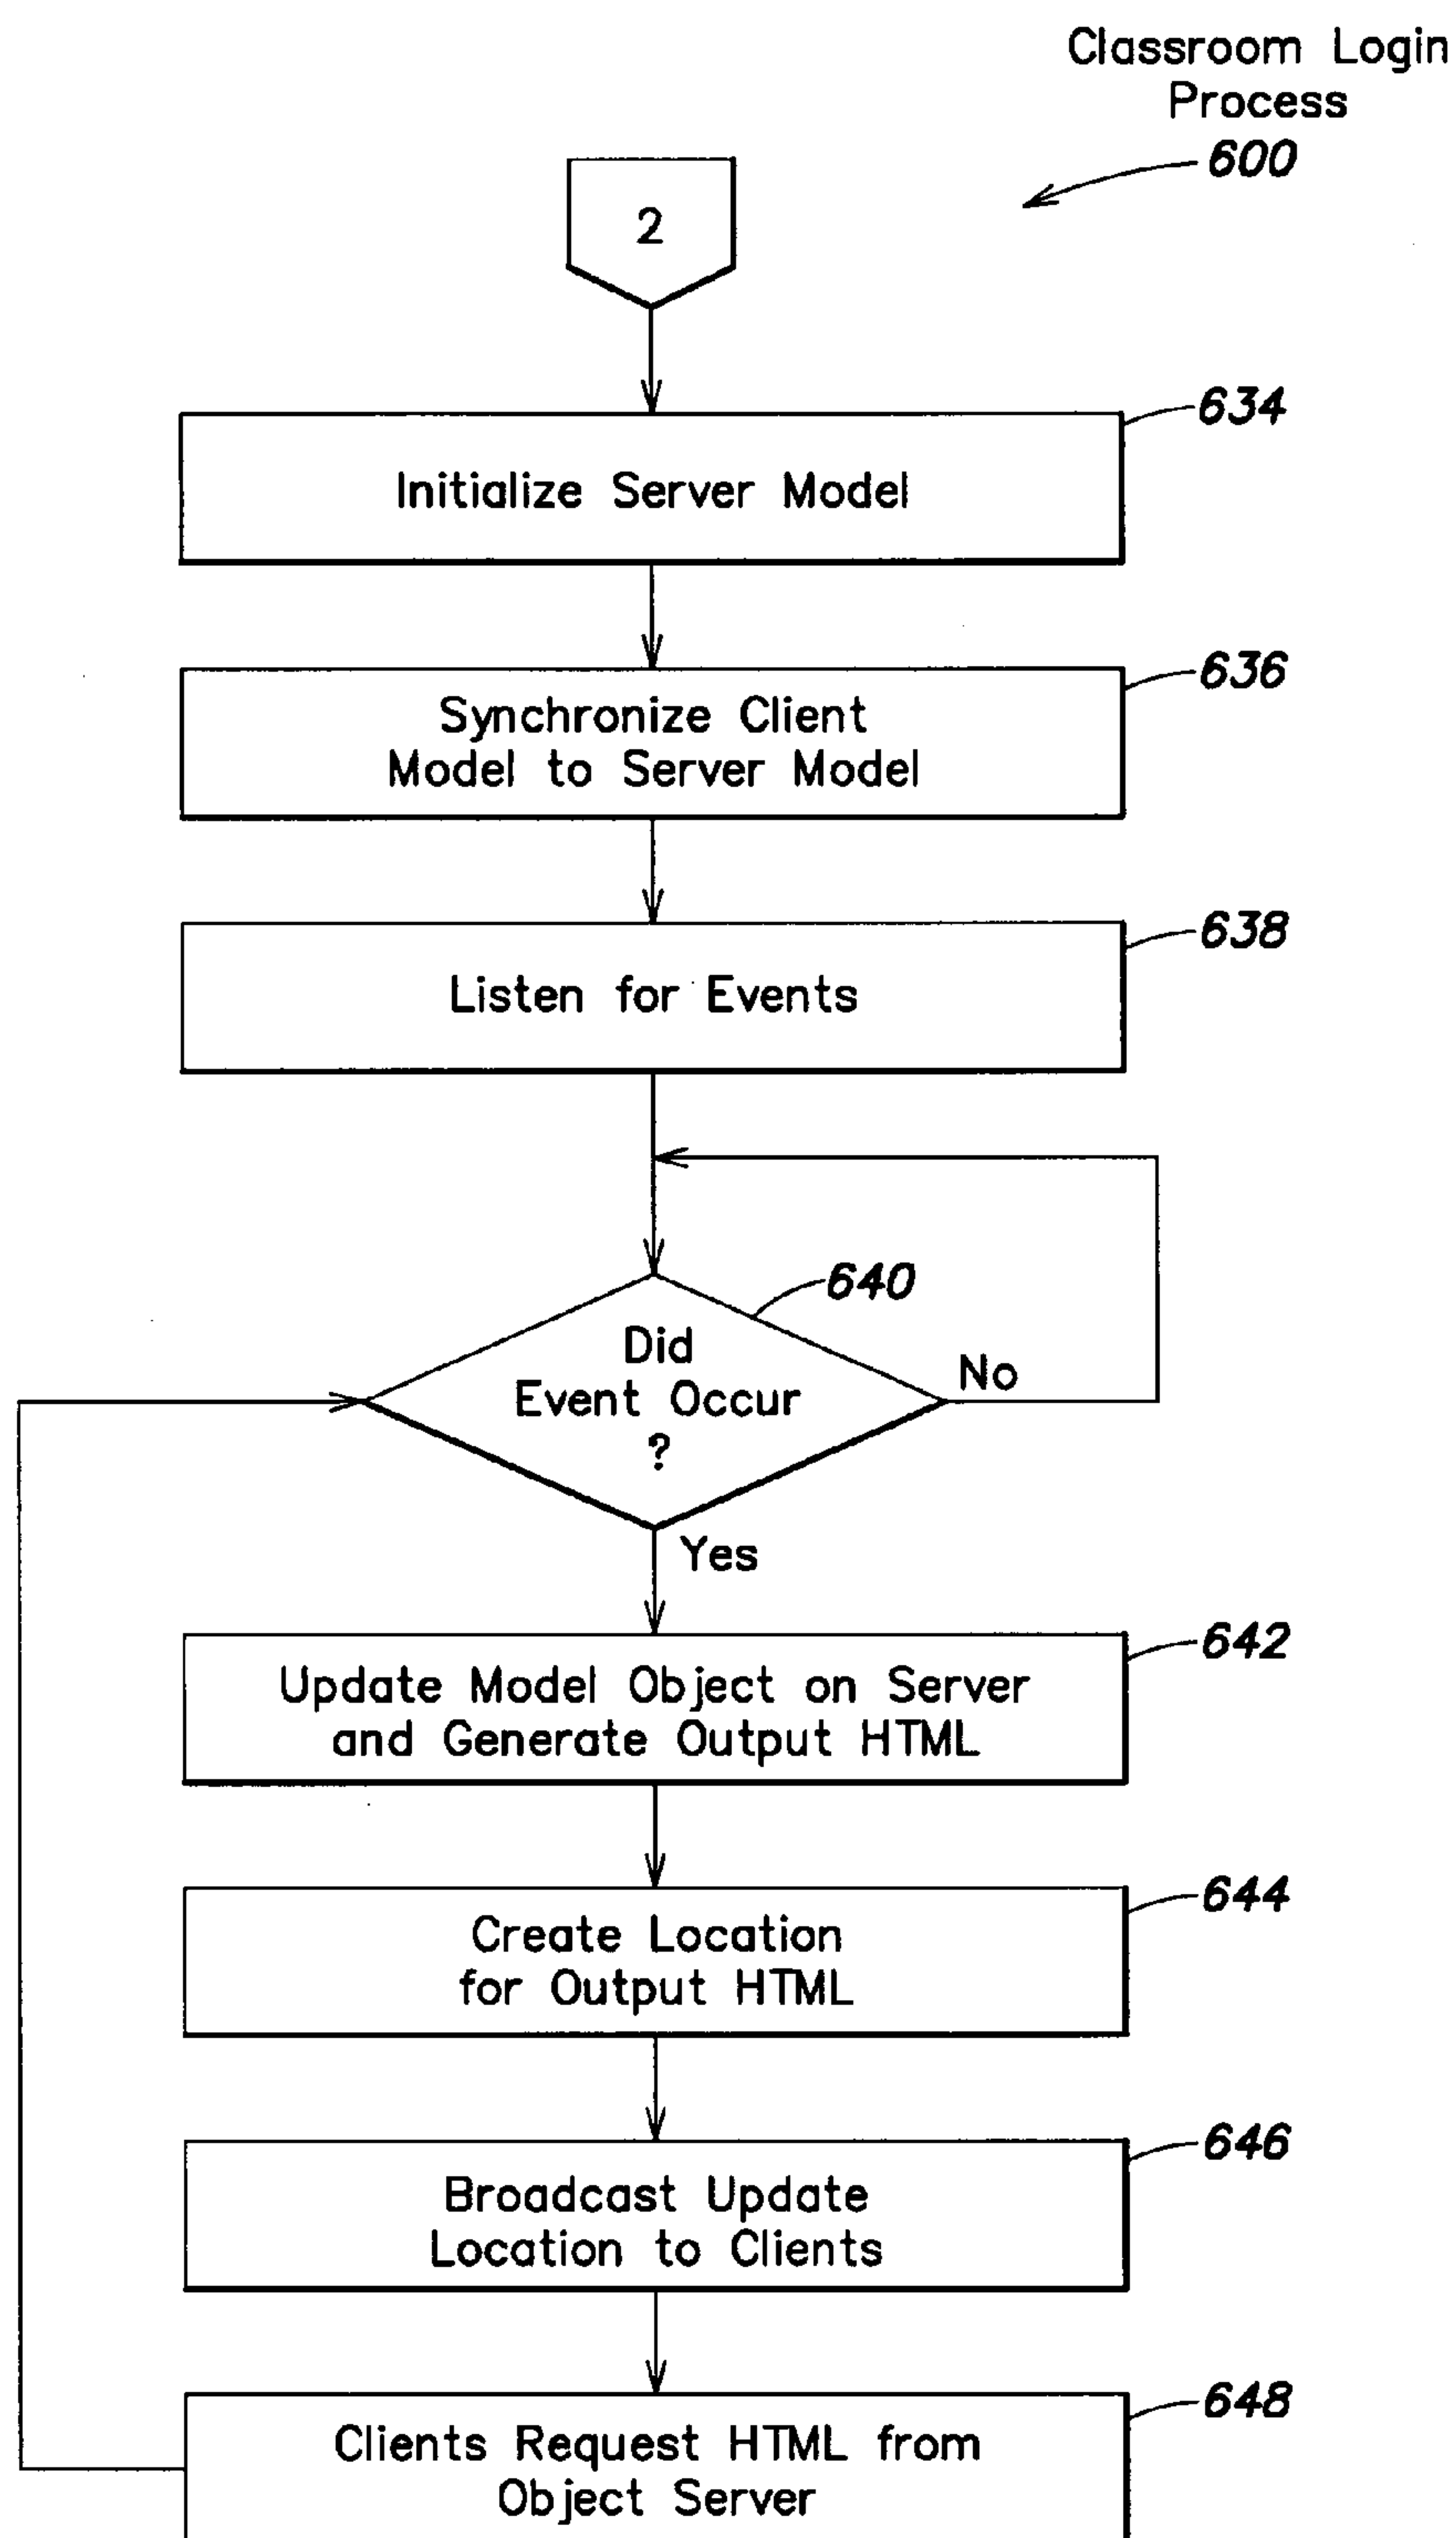 Classroom Login
Process
600
2
634
Initialize Server Model
636
Synchronize Client
Model to Server Model
638
Listen for Events
640
Did
Event Occur
?
No
Yes
642
Update Model Object on Server
and Generate Output HTML
644
Create Location
for Output HTML
646
Broadcast Update
Location to Clients
648
Clients Request HTML from
Object Server